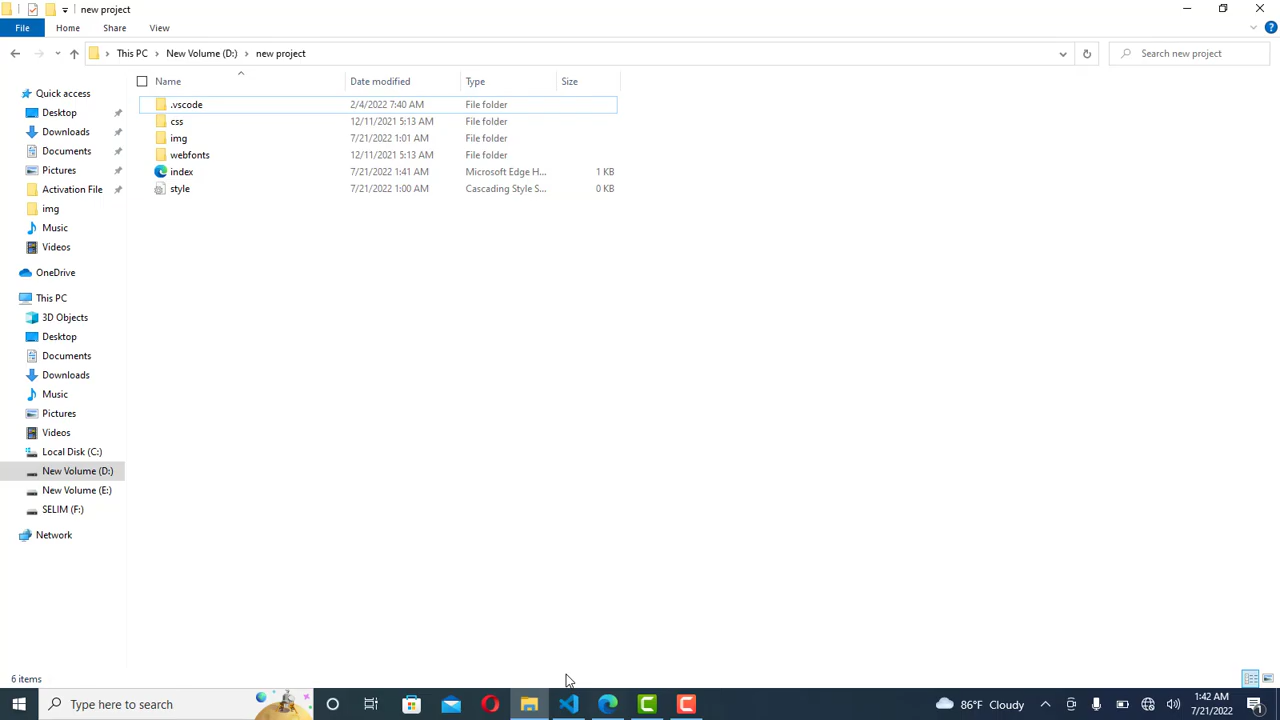 new project
File Home Share View
This PC New Volume (D:) new project Search new project
Name Date modified Type Size
.vscode 2/4/2022 7:40 AM File folder
css 12/11/2021 5:13 AM File folder
img 7/21/2022 1:01 AM File folder
webfonts 12/11/2021 5:13 AM File folder
index 7/21/2022 1:41 AM Microsoft Edge H... 1 KB
style 7/21/2022 1:00 AM Cascading Style S... 0 KB
Quick access
Desktop
Downloads
Documents
Pictures
Activation File
img
Music
Videos
OneDrive
This PC
3D Objects
Desktop
Documents
Downloads
Music
Pictures
Videos
Local Disk (C:)
New Volume (D:)
New Volume (E:)
SELIM (F:)
Network
6 items
Type here to search
86°F Cloudy
1:42 AM
7/21/2022
1